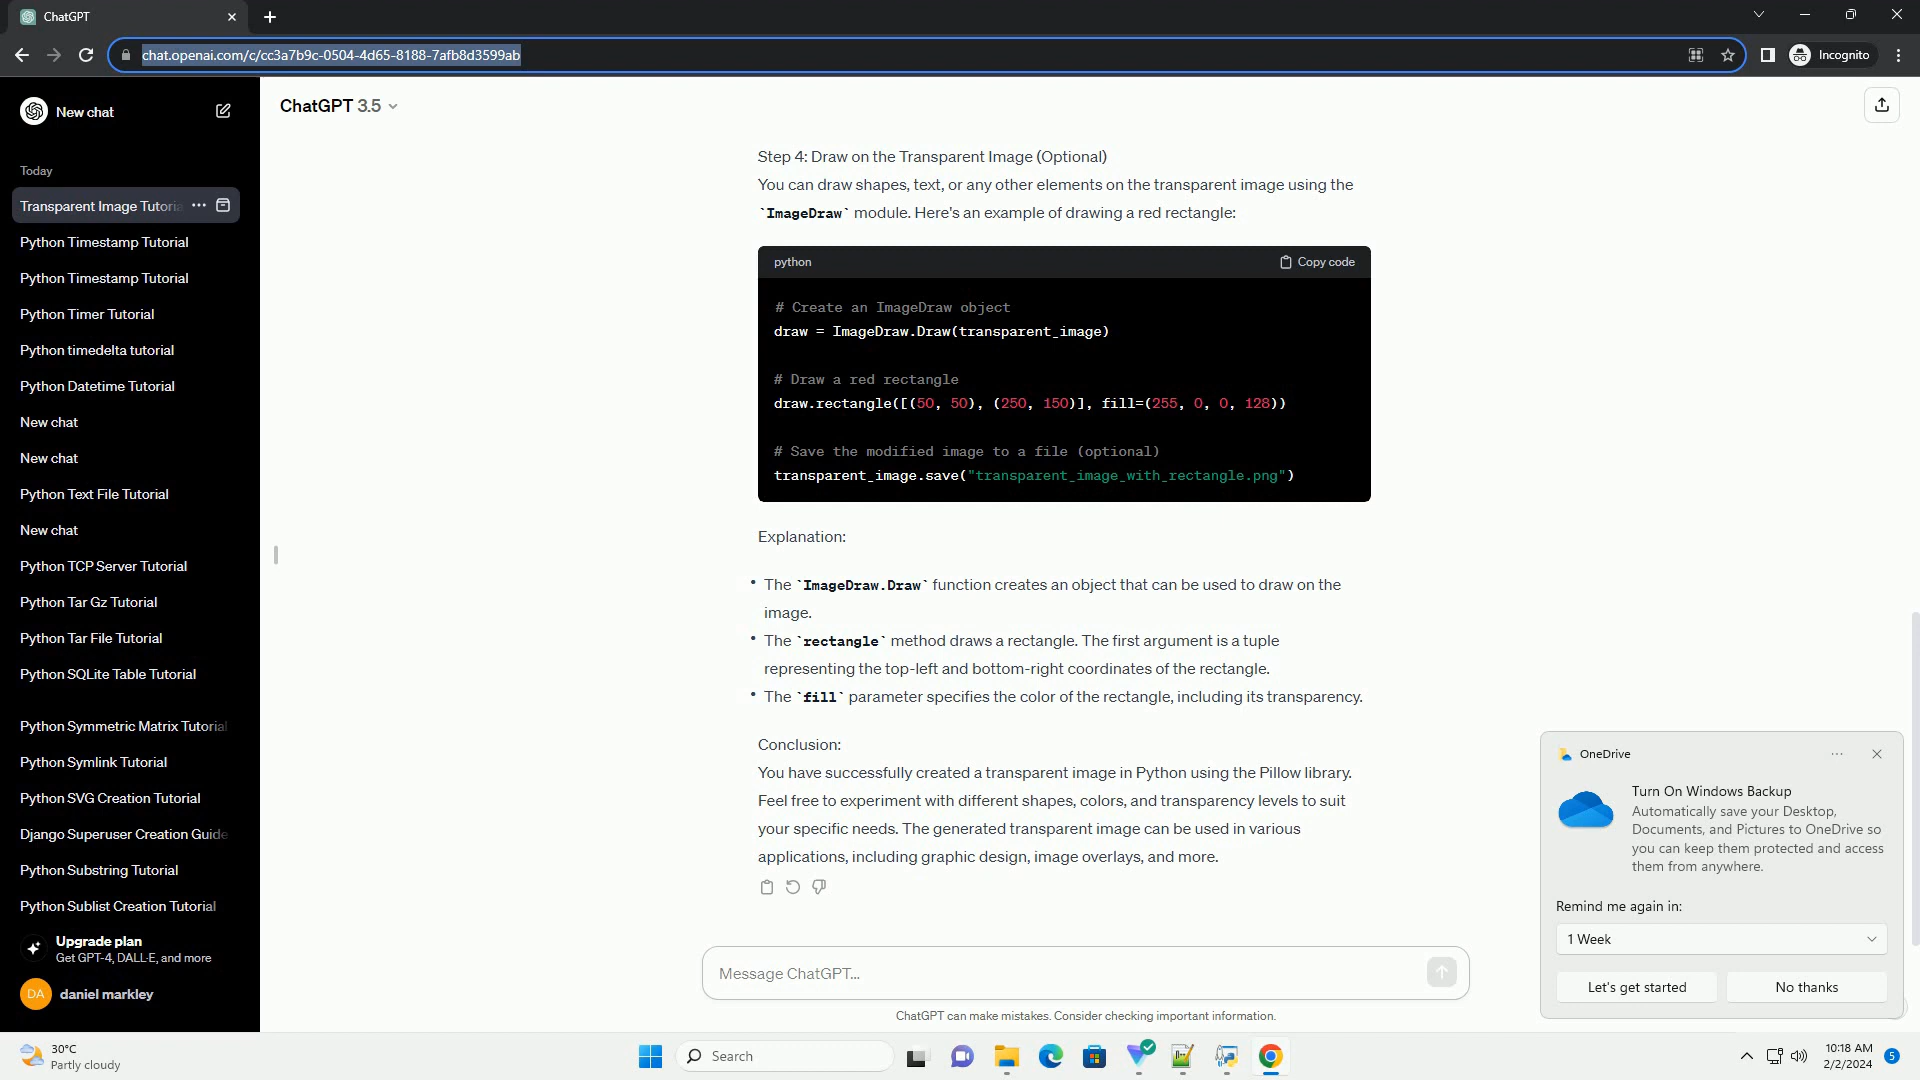 ChatGPT
chat.openai.com/c/cc3a7b9c-0504-4d65-8188-7afb8d3599ab
Incognito
New chat
Today
Transparent Image Tutoria
Python Timestamp Tutorial
Python Timestamp Tutorial
Python Timer Tutorial
Python timedelta tutorial
Python Datetime Tutorial
New chat
New chat
Python Text File Tutorial
New chat
Python TCP Server Tutorial
Python Tar Gz Tutorial
Python Tar File Tutorial
Python SQLite Table Tutorial
Python Symmetric Matrix Tutorial
Python Symlink Tutorial
Python SVG Creation Tutorial
Django Superuser Creation Guide
Python Substring Tutorial
Python Sublist Creation Tutorial
Upgrade plan
Get GPT-4, DALL·E, and more
DA daniel markley
ChatGPT 3.5
Step 4: Draw on the Transparent Image (Optional)
You can draw shapes, text, or any other elements on the transparent image using the
`ImageDraw` module. Here's an example of drawing a red rectangle:
python Copy code
# Create an ImageDraw object
draw = ImageDraw.Draw(transparent_image)
# Draw a red rectangle
draw.rectangle([(50, 50), (250, 150)], fill=(255, 0, 0, 128))
# Save the modified image to a file (optional)
transparent_image.save("transparent_image_with_rectangle.png")
Explanation:
• The `ImageDraw.Draw` function creates an object that can be used to draw on the
image.
• The `rectangle` method draws a rectangle. The first argument is a tuple
representing the top-left and bottom-right coordinates of the rectangle.
• The `fill` parameter specifies the color of the rectangle, including its transparency.
Conclusion:
You have successfully created a transparent image in Python using the Pillow library.
Feel free to experiment with different shapes, colors, and transparency levels to suit
your specific needs. The generated transparent image can be used in various
applications, including graphic design, image overlays, and more.
Message ChatGPT...
ChatGPT can make mistakes. Consider checking important information.
OneDrive
Turn On Windows Backup
Automatically save your Desktop,
Documents, and Pictures to OneDrive so
you can keep them protected and access
them from anywhere.
Remind me again in:
1 Week
Let's get started
No thanks
30°C
Partly cloudy
Search
10:18 AM
2/2/2024
5